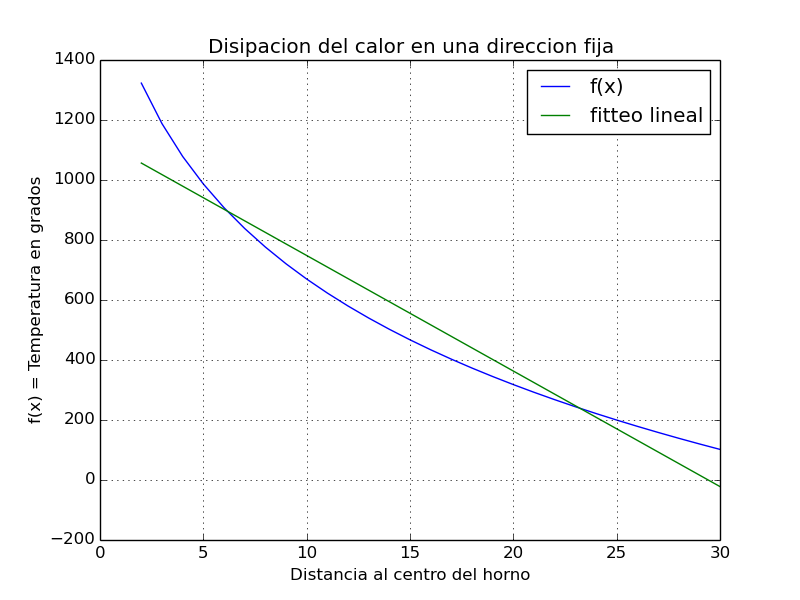 Disipacion del calor en una direccion fija
f(x)
fitteo lineal
1400
1200
1000
800
600
400
200
0
−200
0 5 10 15 20 25 30
f(x) = Temperatura en grados
Distancia al centro del horno